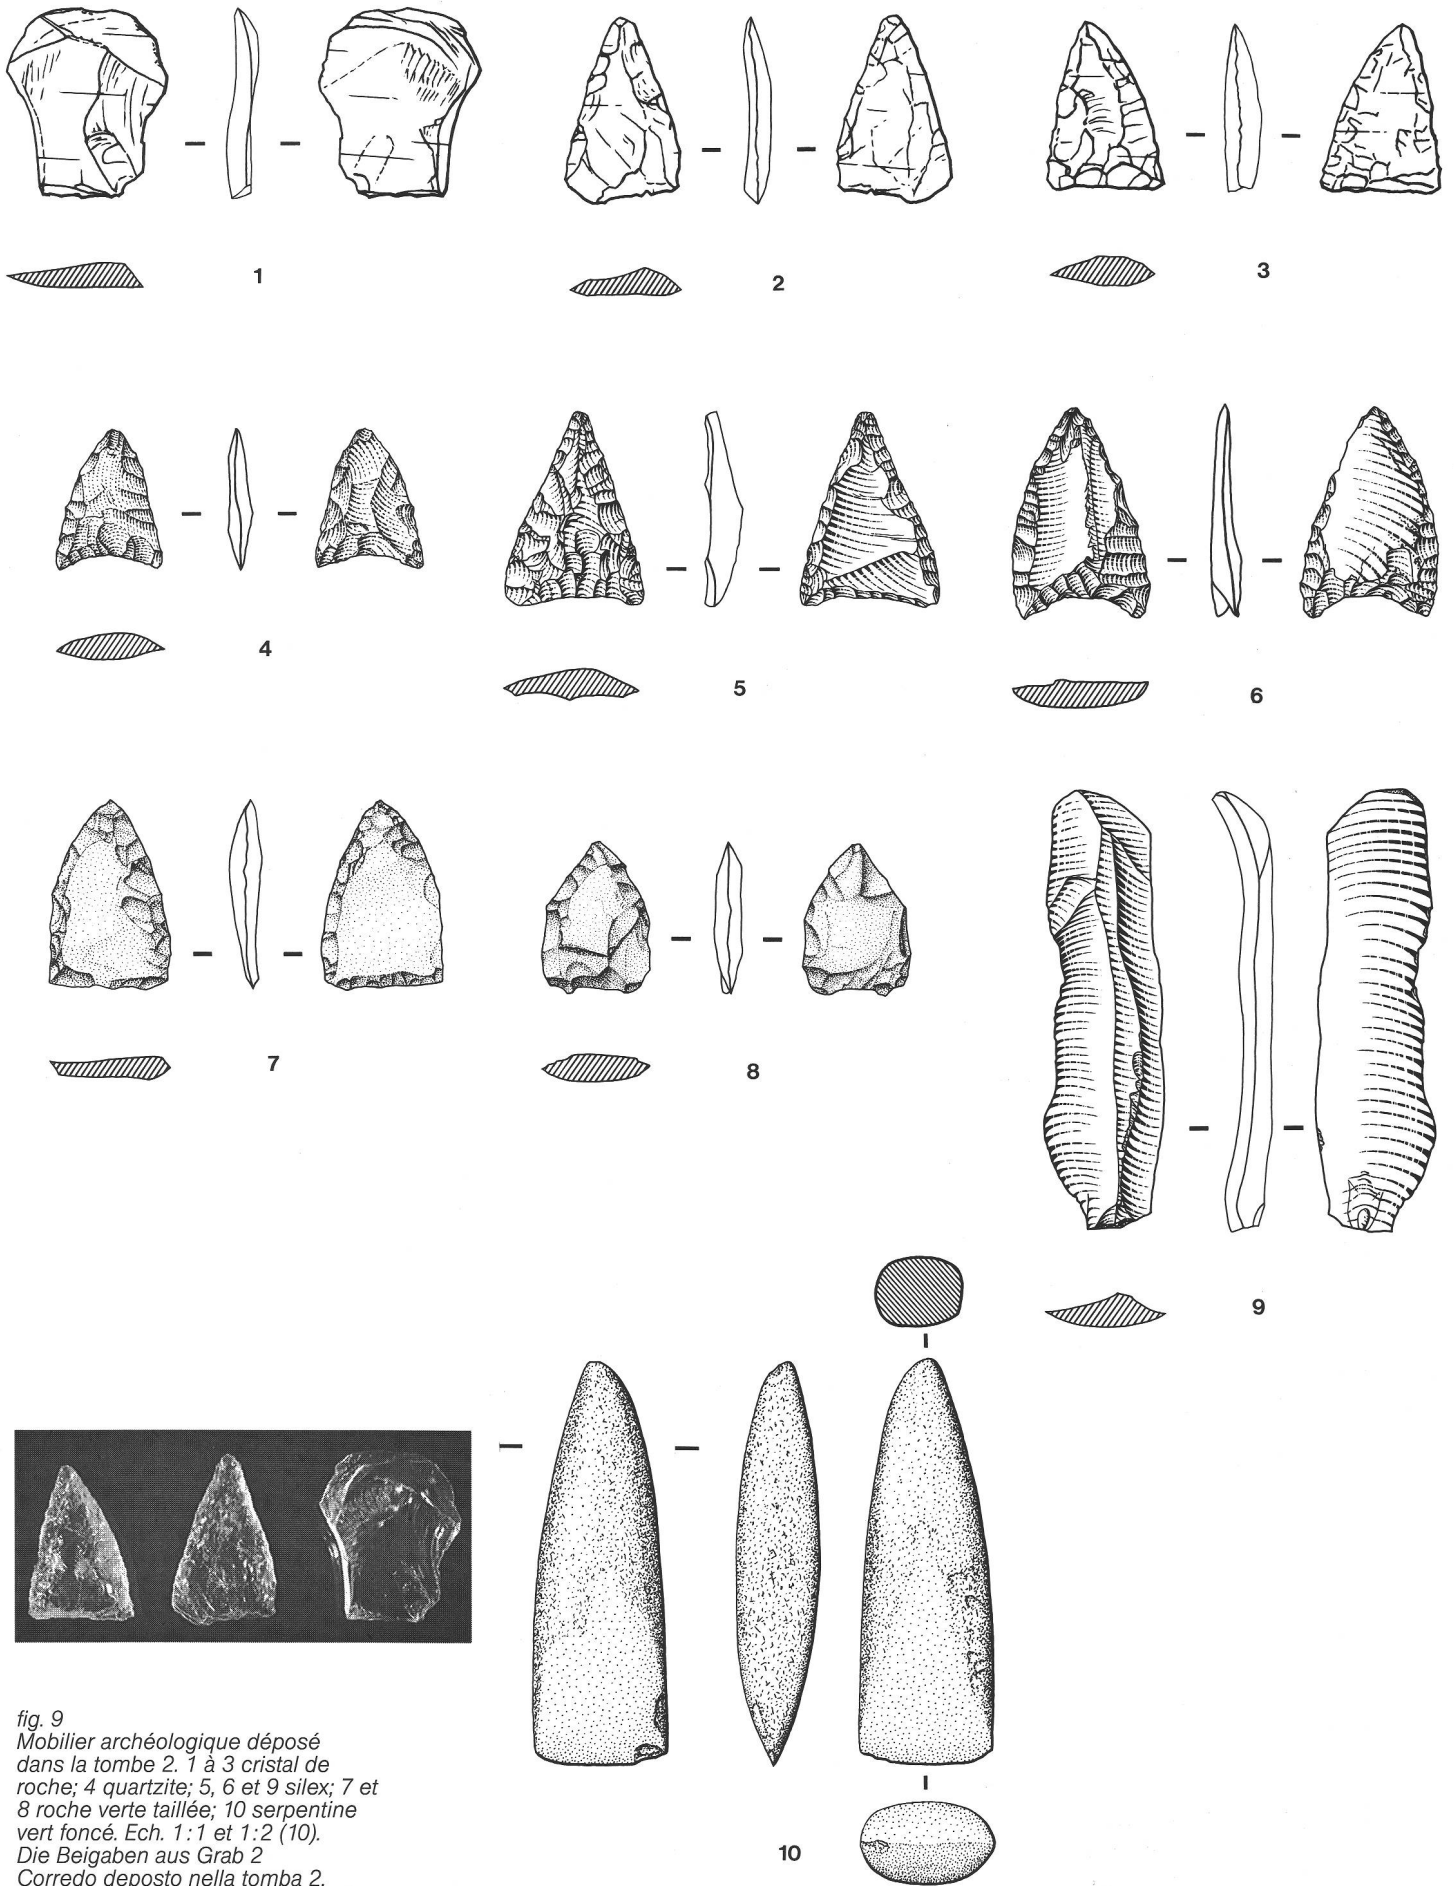 1
2
3
4
5
6
7
8
9
10
fig. 9
Mobilier archéologique déposé
dans la tombe 2. 1 à 3 cristal de
roche; 4 quartzite; 5, 6 et 9 silex; 7 et
8 roche verte taillée; 10 serpentine
vert foncé. Ech. 1:1 et 1:2 (10).
Die Beigaben aus Grab 2
Corredo deposto nella tomba 2.